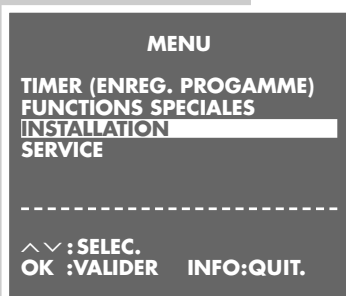 MENU
TIMER (ENREG. PROGAMME)
FUNCTIONS SPECIALES
INSTALLATION
SERVICE
--------------------------
︿﹀: SELEC.
OK :VALIDER INFO:QUIT.